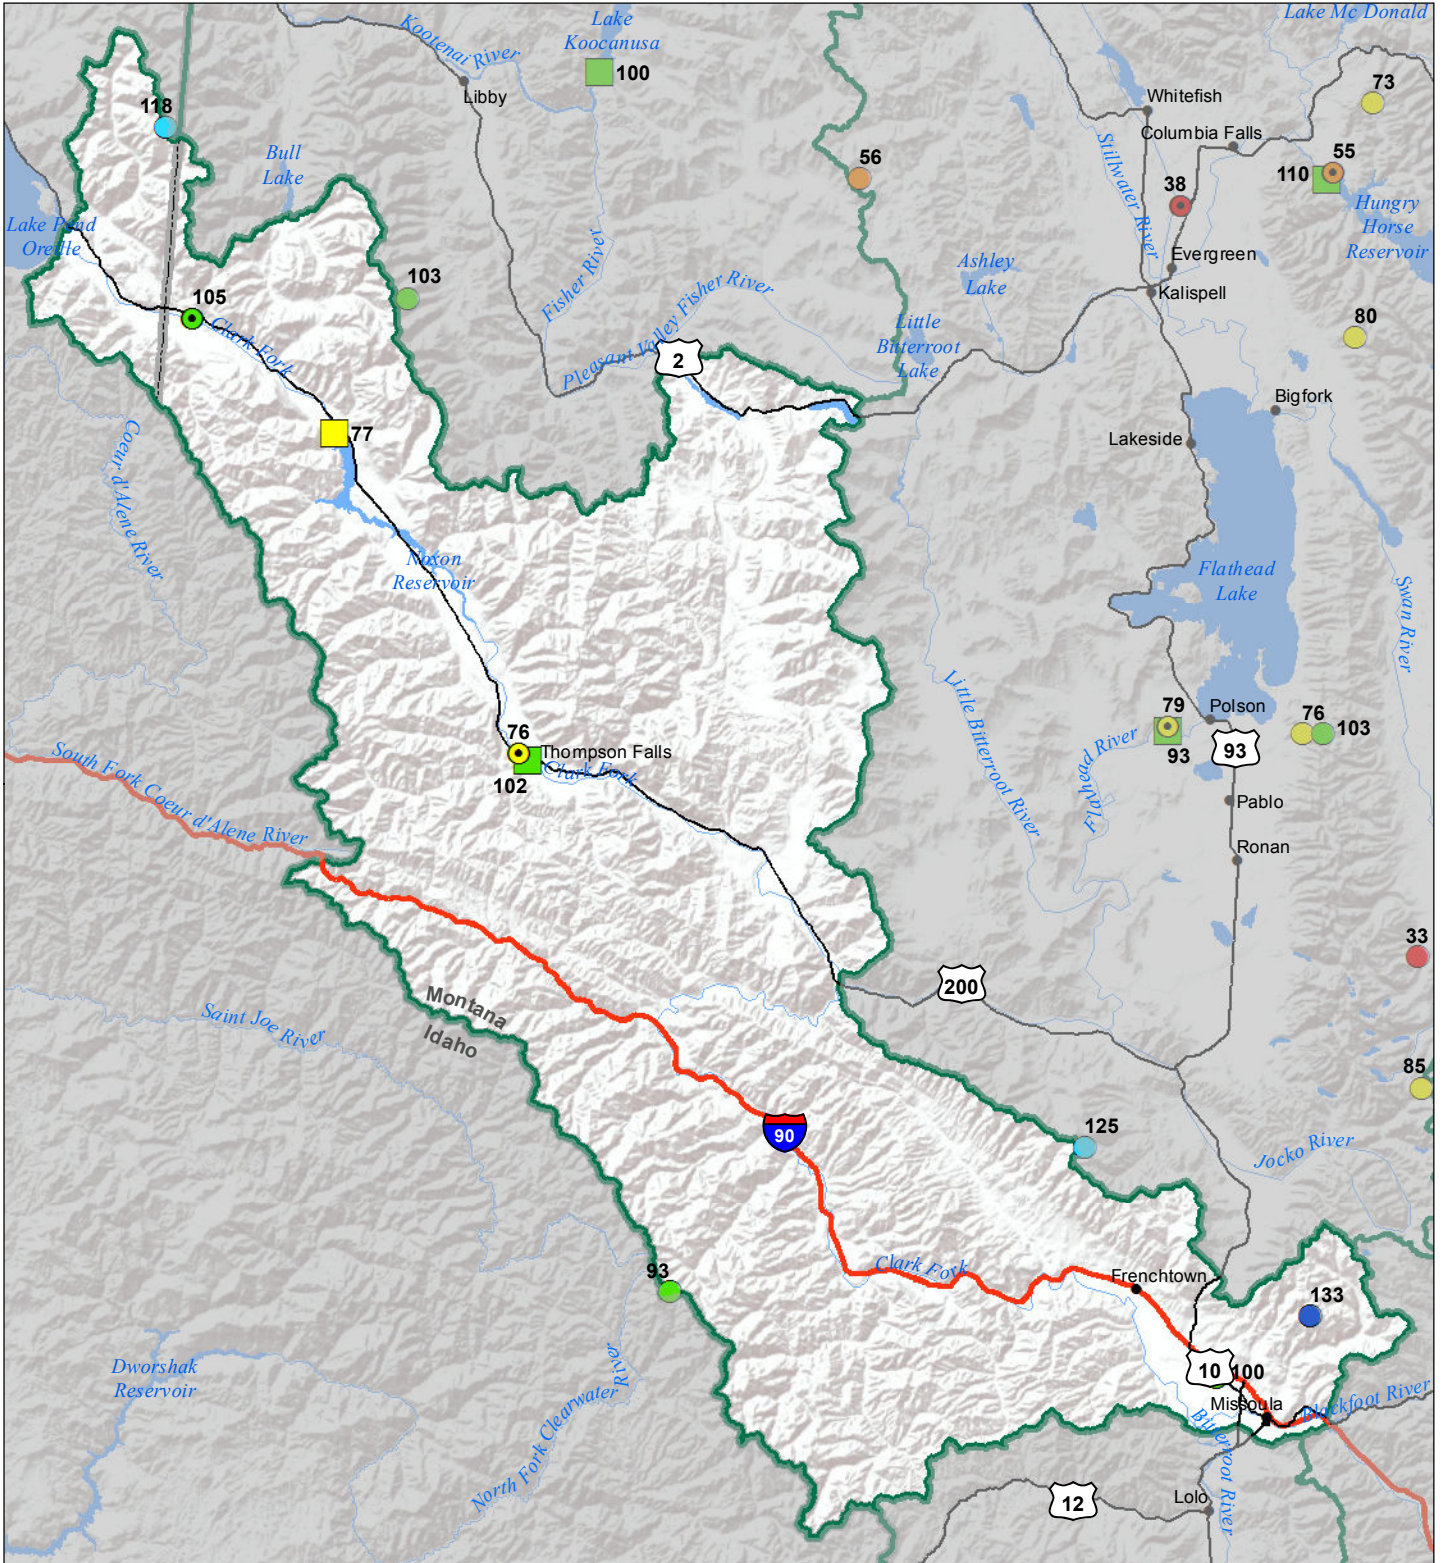 Lake Mc Donald
Lake
Koocanusa
Kootenai River
100
73
Libby
Whitefish
118
Columbia Falls
Bull
Lake
Stillwater River
56
55
110
38
Hungry
Horse
Reservoir
Lake Pend
Oreille
Fisher River
Evergreen
Ashley
Lake
103
Pleasant Valley Fisher River
Kalispell
105
Clark Fork
Little
Bitterroot
Lake
80
2
Bigfork
Coeur d'Alene River
77
Lakeside
Noxon
Reservoir
Flathead
Lake
Swan River
Little Bitterroot River
79
Polson
76
103
93
93
Flathead River
76
Thompson Falls
Clark Fork
102
South Fork Coeur d'Alene River
Pablo
Ronan
33
200
Montana
Idaho
Saint Joe River
85
90
125
Jocko River
Clark Fork
Frenchtown
93
133
Dworshak
Reservoir
North Fork Clearwater River
10
100
Missoula
Blackfoot River
Bitterroot River
12
Lolo